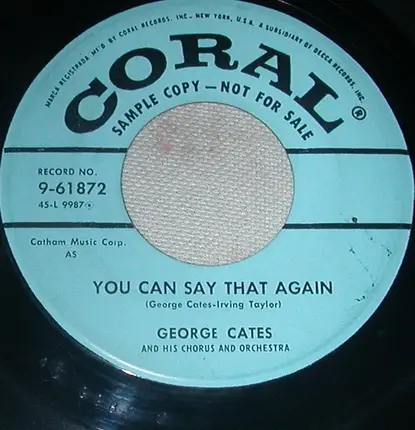 MARCA REGISTRADA MF'D BY CORAL RECORDS, INC.—NEW YORK, U.S.A. A SUBSIDIARY OF DECCA RECORDS, INC.
CORAL®
SAMPLE COPY — NOT FOR SALE
RECORD NO.
9-61872
45-L 9987
Catham Music Corp.
AS
YOU CAN SAY THAT AGAIN
(George Cates-Irving Taylor)
GEORGE CATES
AND HIS CHORUS AND ORCHESTRA